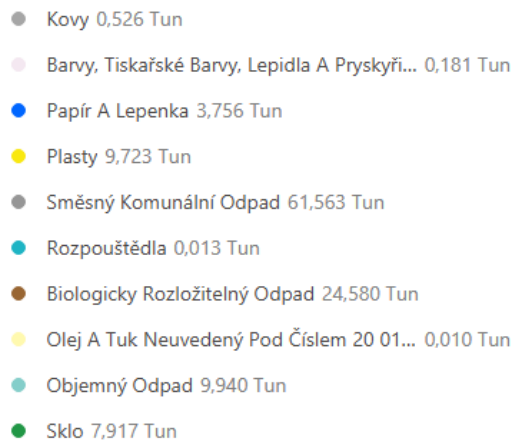 Kovy 0,526 Tun
Barvy, Tiskařské Barvy, Lepidla A Pryskyři... 0,181 Tun
Papír A Lepenka 3,756 Tun
Plasty 9,723 Tun
Směsný Komunální Odpad 61,563 Tun
Rozpouštědla 0,013 Tun
Biologicky Rozložitelný Odpad 24,580 Tun
Olej A Tuk Neuvedený Pod Číslem 20 01... 0,010 Tun
Objemný Odpad 9,940 Tun
Sklo 7,917 Tun